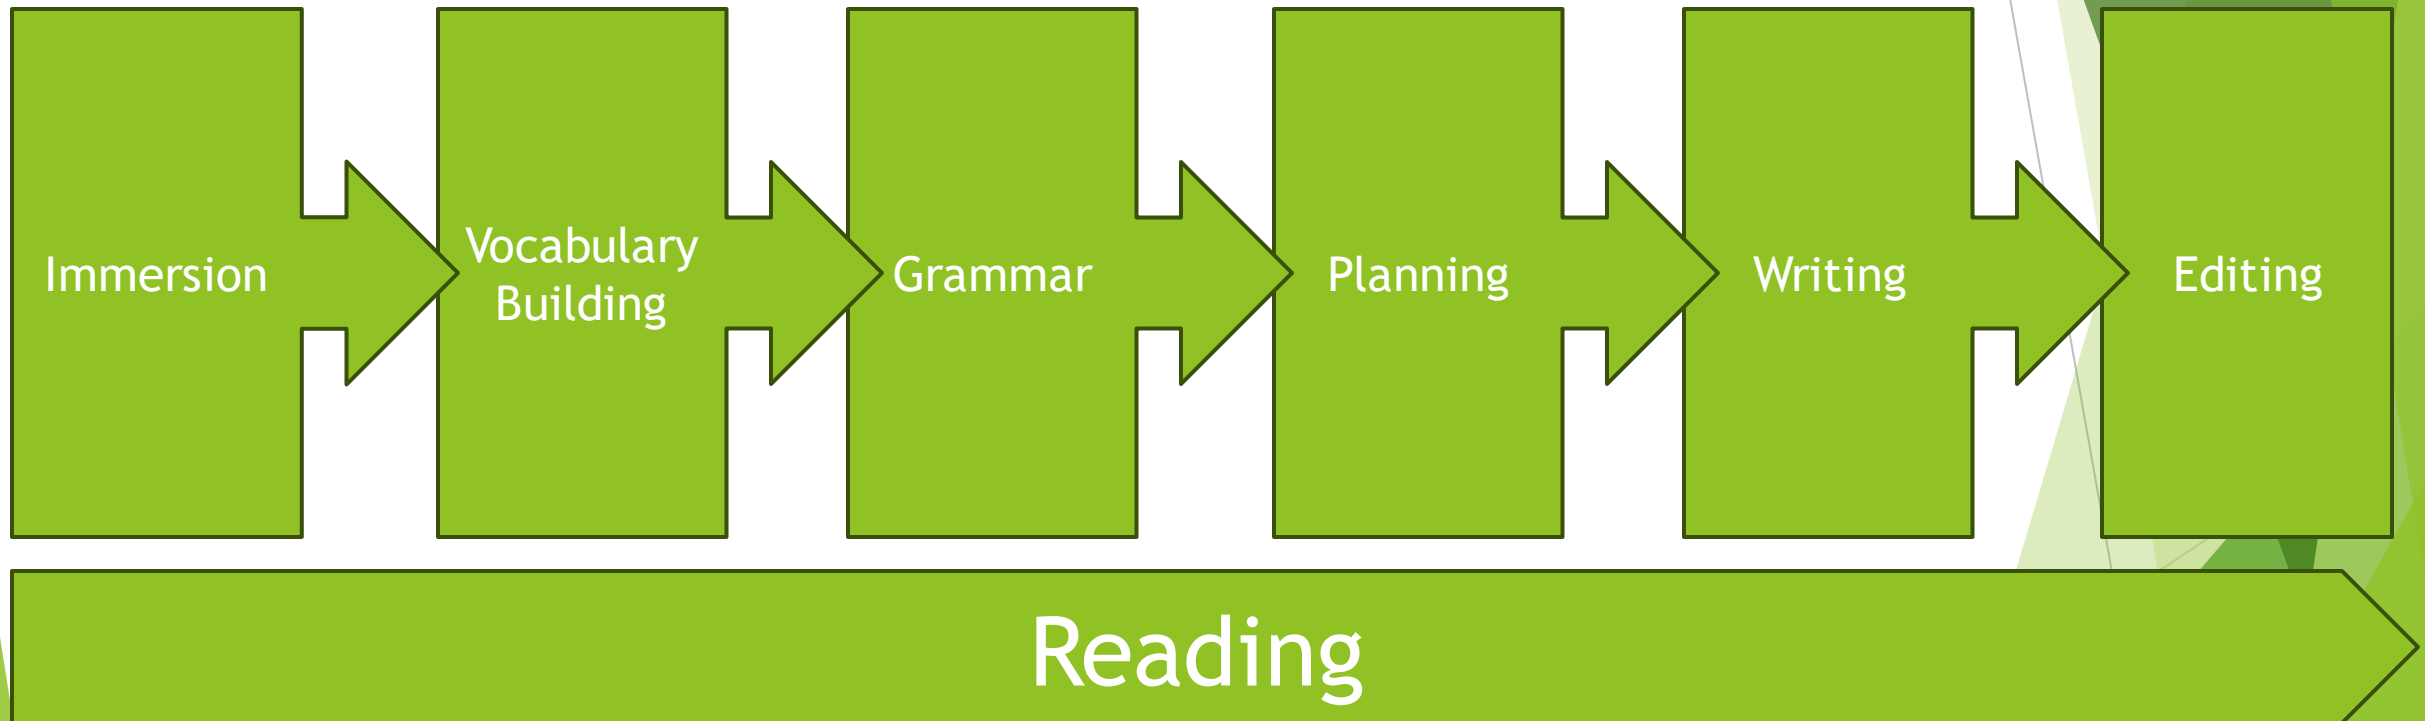 Immersion
Vocabulary
Building
Grammar
Planning
Writing
Editing
Reading